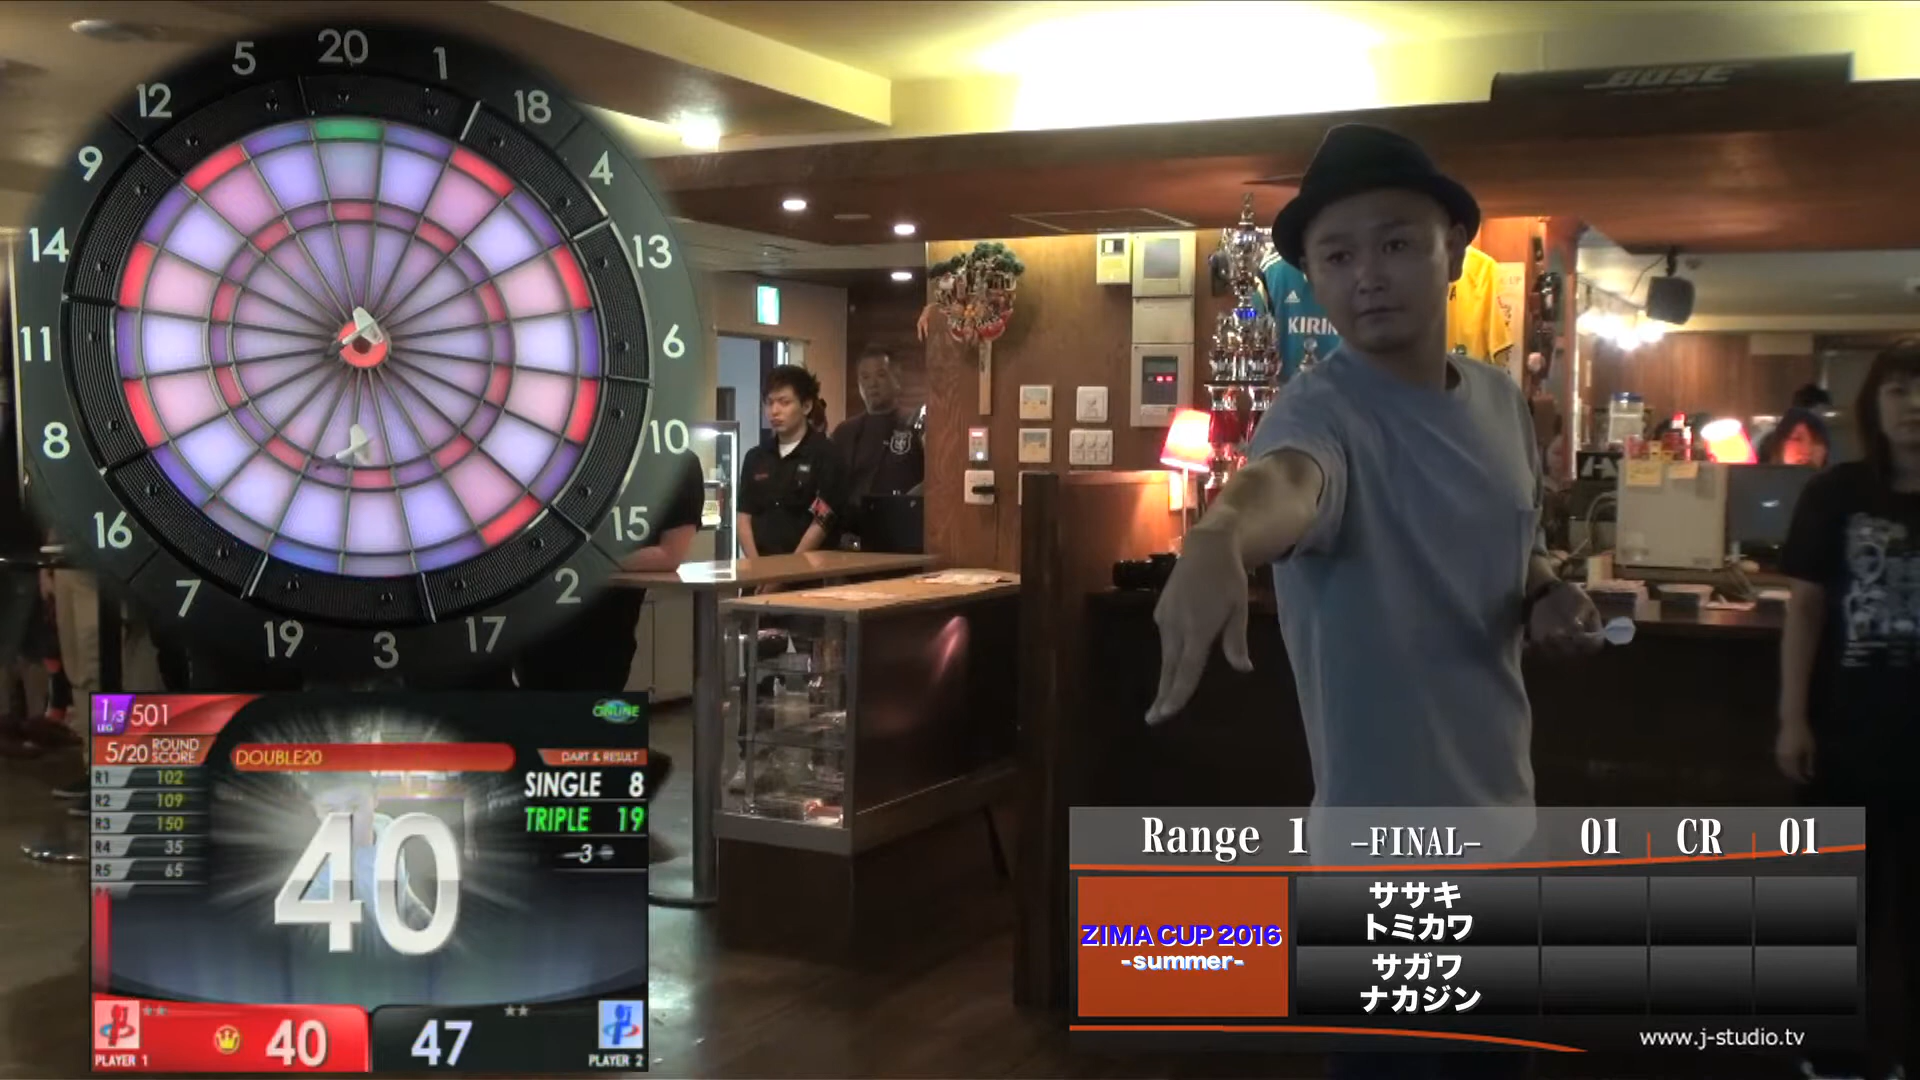 5 20 1
12 18
9 4
14 13
11 6
8 10
16 15
7 2
19 3 17
BOSE
adidas
KIRIN
1/3 501
LEG
ONLINE
5/20 ROUND SCORE
DOUBLE20
DART & RESULT
R1 102
SINGLE 8
R2 109
TRIPLE 19
R3 150
3
R4 35
R5 65
40
40
47
PLAYER 1
PLAYER 2
Range 1 -FINAL- 01 CR 01
ZIMA CUP 2016
-summer-
ササキ
トミカワ
サガワ
ナカジン
www.j-studio.tv